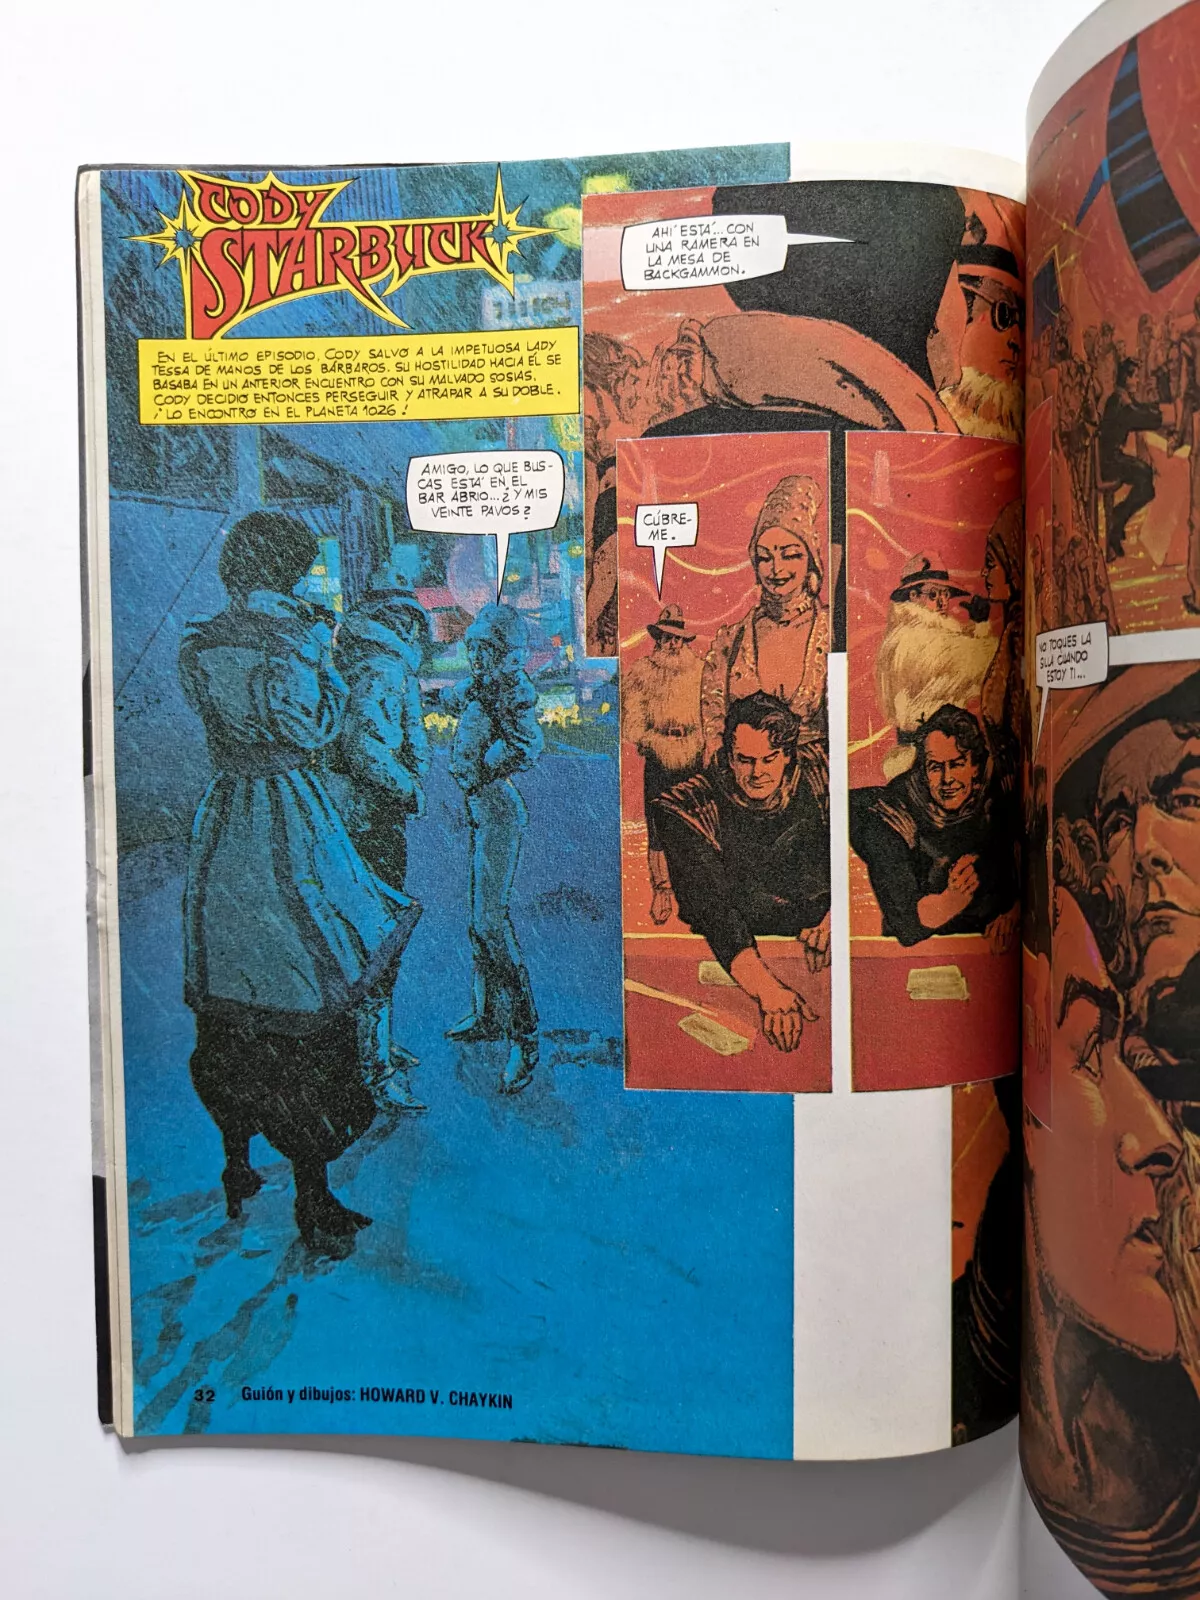 CODY
STARBUCK
EN EL ÚLTIMO EPISODIO, CODY SALVÓ A LA IMPETUOSA LADY
TESSA DE MANOS DE LOS BÁRBAROS. SU HOSTILIDAD HACIA ÉL SE
BASABA EN UN ANTERIOR ENCUENTRO CON SU MALVADO SOSIAS.
CODY DECIDIÓ ENTONCES PERSEGUIR Y ATRAPAR A SU DOBLE.
¡LO ENCONTRÓ EN EL PLANETA 1026!
AMIGO, LO QUE BUS-
CAS ESTÁ EN EL
BAR ABRIO...¿Y MIS
VEINTE PAVOS?
AHÍ ESTÁ...CON
UNA RAMERA EN
LA MESA DE
BACKGAMMON.
CÚBRE-
ME.
NO TOQUES LA
SILLA CUANDO
ESTOY TI...
32 Guión y dibujos: HOWARD V. CHAYKIN